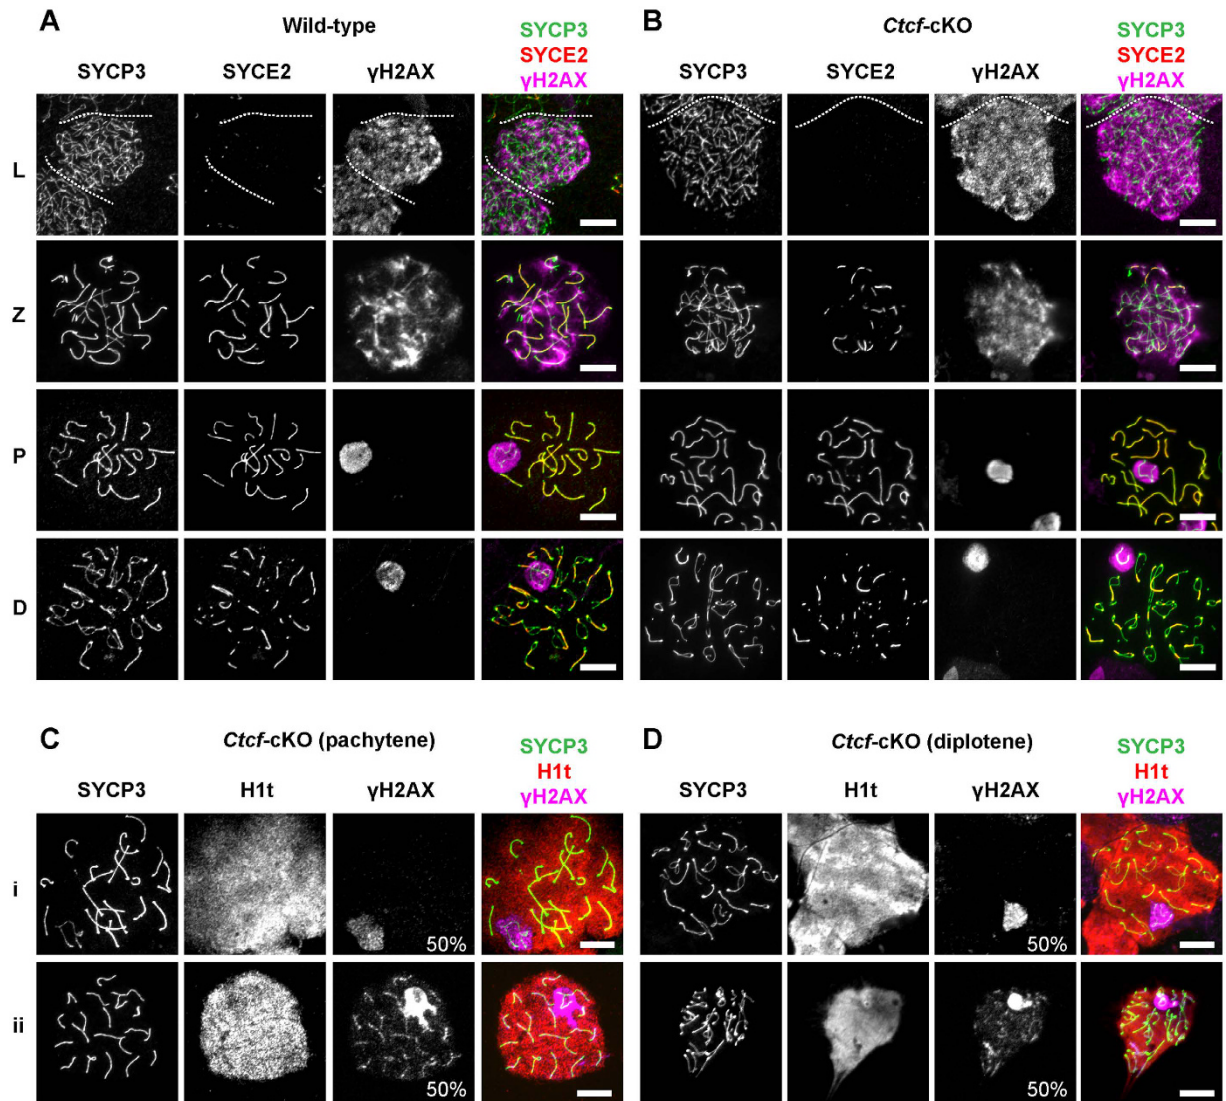 A
Wild-type
SYCP3
SYCE2
γH2AX
SYCP3
SYCE2
γH2AX
B
Ctcf-cKO
SYCP3
SYCE2
γH2AX
SYCP3
SYCE2
γH2AX
L
Z
P
D
C
Ctcf-cKO (pachytene)
SYCP3
H1t
γH2AX
SYCP3
H1t
γH2AX
D
Ctcf-cKO (diplotene)
SYCP3
H1t
γH2AX
SYCP3
H1t
γH2AX
i
50%
50%
ii
50%
50%